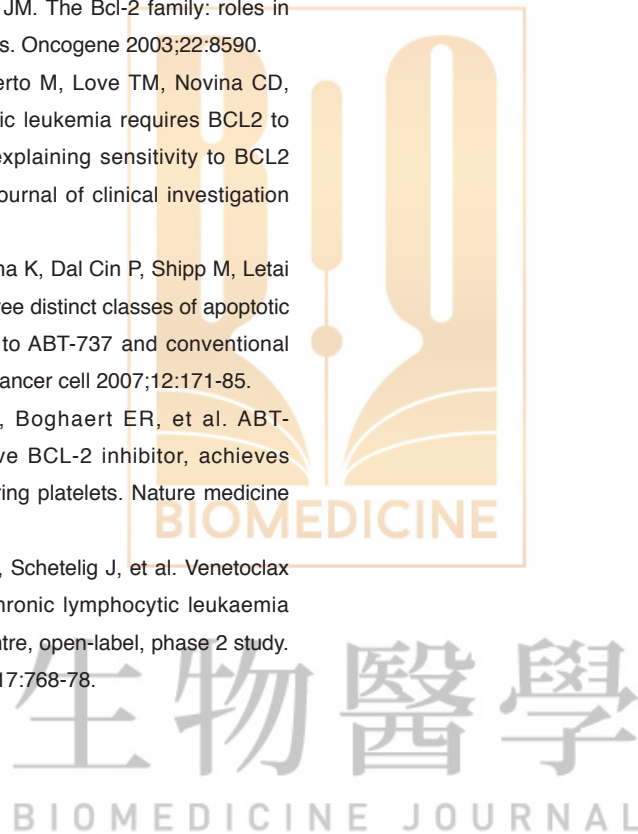 JM. The Bcl-2 family: roles in
s. Oncogene 2003;22:8590.
erto M, Love TM, Novina CD,
ic leukemia requires BCL2 to
explaining sensitivity to BCL2
ournal of clinical investigation
na K, Dal Cin P, Shipp M, Letai
ree distinct classes of apoptotic
to ABT-737 and conventional
ancer cell 2007;12:171-85.
, Boghaert ER, et al. ABT-
ve BCL-2 inhibitor, achieves
ring platelets. Nature medicine
, Schetelig J, et al. Venetoclax
hronic lymphocytic leukaemia
ntre, open-label, phase 2 study.
17:768-78.
BIO
BIOMEDICINE
生物醫學
BIOMEDICINE JOURNAL